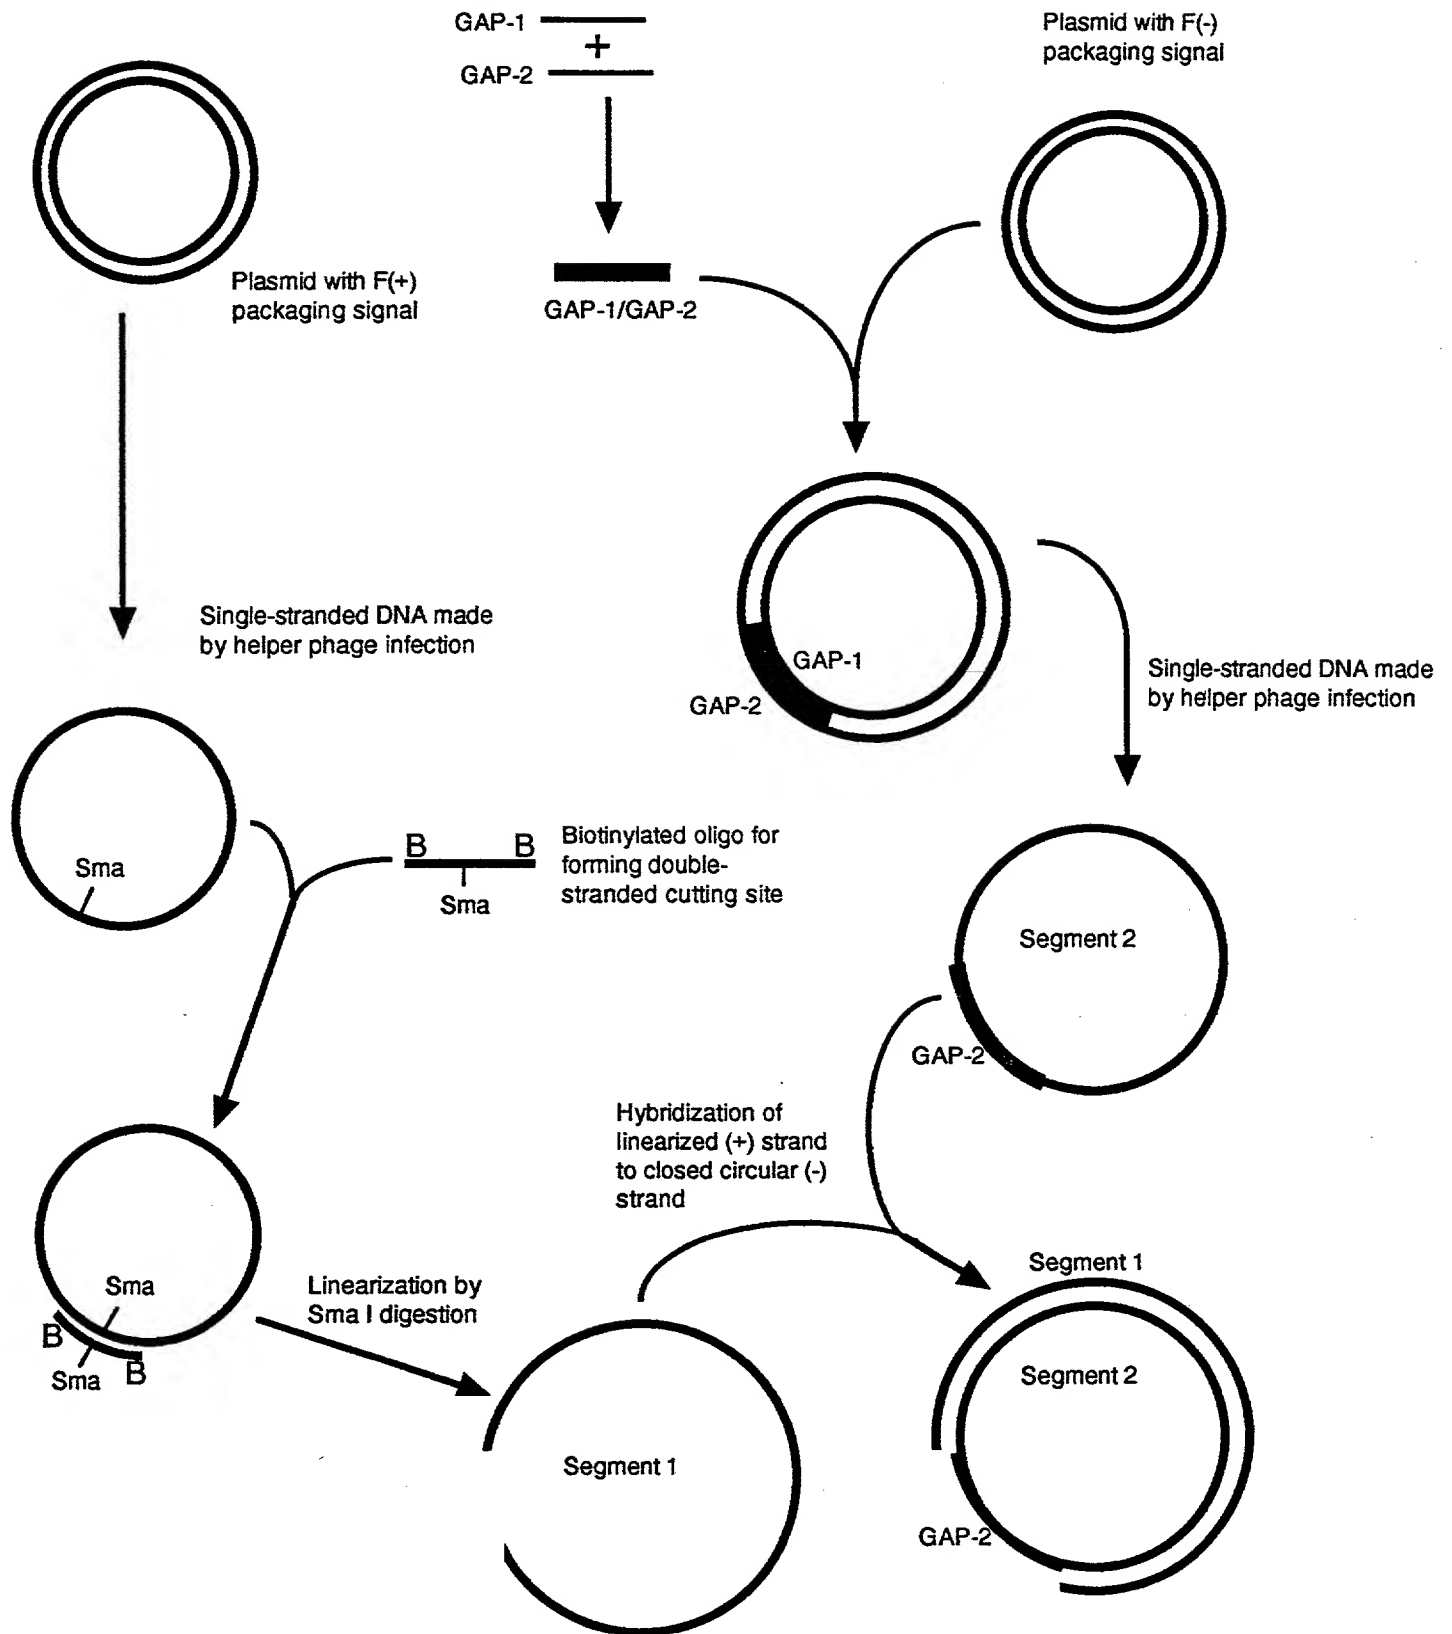 GAP-1
+
GAP-2
Plasmid with F(-)
packaging signal
Plasmid with F(+)
packaging signal
GAP-1/GAP-2
Single-stranded DNA made
by helper phage infection
GAP-1
GAP-2
Single-stranded DNA made
by helper phage infection
Sma
B B
Sma
Biotinylated oligo for
forming double-
stranded cutting site
Segment 2
GAP-2
Hybridization of
linearized (+) strand
to closed circular (-)
strand
Sma
B
Sma
B
Linearization by
Sma I digestion
Segment 1
Segment 1
Segment 2
GAP-2